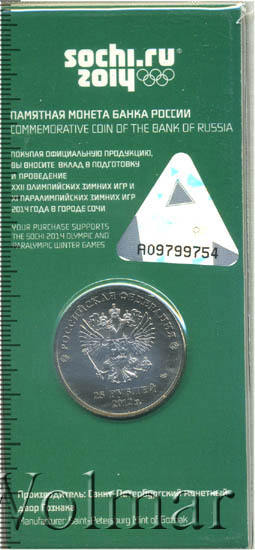 sochi.ru
2014
ПАМЯТНАЯ МОНЕТА БАНКА РОССИИ
COMMEMORATIVE COIN OF THE BANK OF RUSSIA
ПОКУПАЯ ОФИЦИАЛЬНУЮ ПРОДУКЦИЮ,
ВЫ ВНОСИТЕ ВКЛАД В ПОДГОТОВКУ
И ПРОВЕДЕНИЕ
XXII ОЛИМПИЙСКИХ ЗИМНИХ ИГР И
XI ПАРАЛИМПИЙСКИХ ЗИМНИХ ИГР
2014 ГОДА В ГОРОДЕ СОЧИ
YOUR PURCHASE SUPPORTS
THE SOCHI 2014 OLYMPIC AND
PARALYMPIC WINTER GAMES
A09799754
РОССИЙСКАЯ ФЕДЕРАЦИЯ
25 РУБЛЕЙ
2012 г.
Производитель: Санкт-Петербургский монетный
двор Гознака
Manufacturer: Saint-Petersburg Mint of Goznak
Volmar